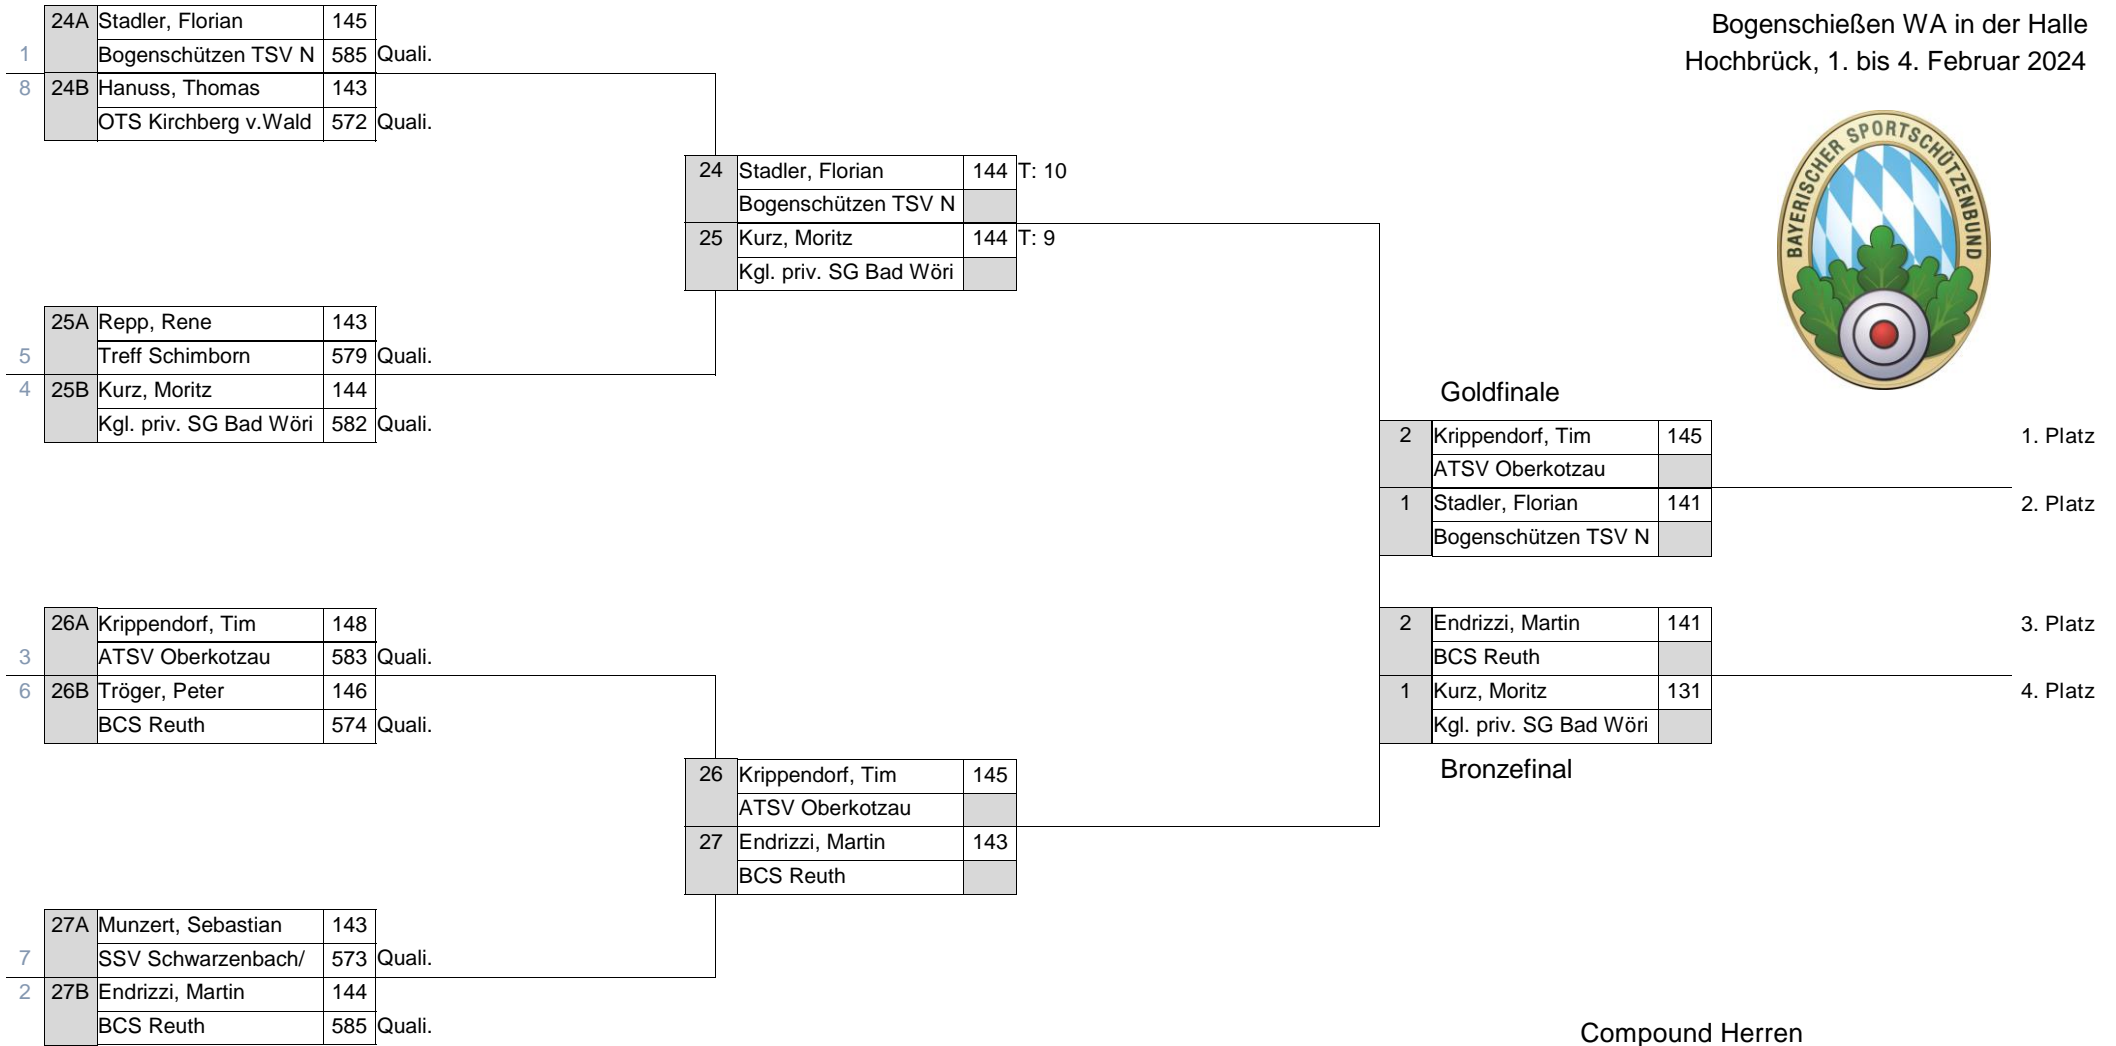 Bogenschießen WA in der Halle
Hochbrück, 1. bis 4. Februar 2024
BAYERISCHER SPORTSCHÜTZENBUND
24A Stadler, Florian 145
1 Bogenschützen TSV N 585 Quali.
8 24B Hanuss, Thomas 143
OTS Kirchberg v.Wald 572 Quali.
24 Stadler, Florian 144 T: 10
Bogenschützen TSV N
25 Kurz, Moritz 144 T: 9
Kgl. priv. SG Bad Wöri
25A Repp, Rene 143
5 Treff Schimborn 579 Quali.
4 25B Kurz, Moritz 144
Kgl. priv. SG Bad Wöri 582 Quali.
Goldfinale
2 Krippendorf, Tim 145 1. Platz
ATSV Oberkotzau
1 Stadler, Florian 141 2. Platz
Bogenschützen TSV N
26A Krippendorf, Tim 148
3 ATSV Oberkotzau 583 Quali.
6 26B Tröger, Peter 146
BCS Reuth 574 Quali.
2 Endrizzi, Martin 141 3. Platz
BCS Reuth
1 Kurz, Moritz 131 4. Platz
Kgl. priv. SG Bad Wöri
Bronzefinal
26 Krippendorf, Tim 145
ATSV Oberkotzau
27 Endrizzi, Martin 143
BCS Reuth
27A Munzert, Sebastian 143
7 SSV Schwarzenbach/ 573 Quali.
2 27B Endrizzi, Martin 144
BCS Reuth 585 Quali.
Compound Herren